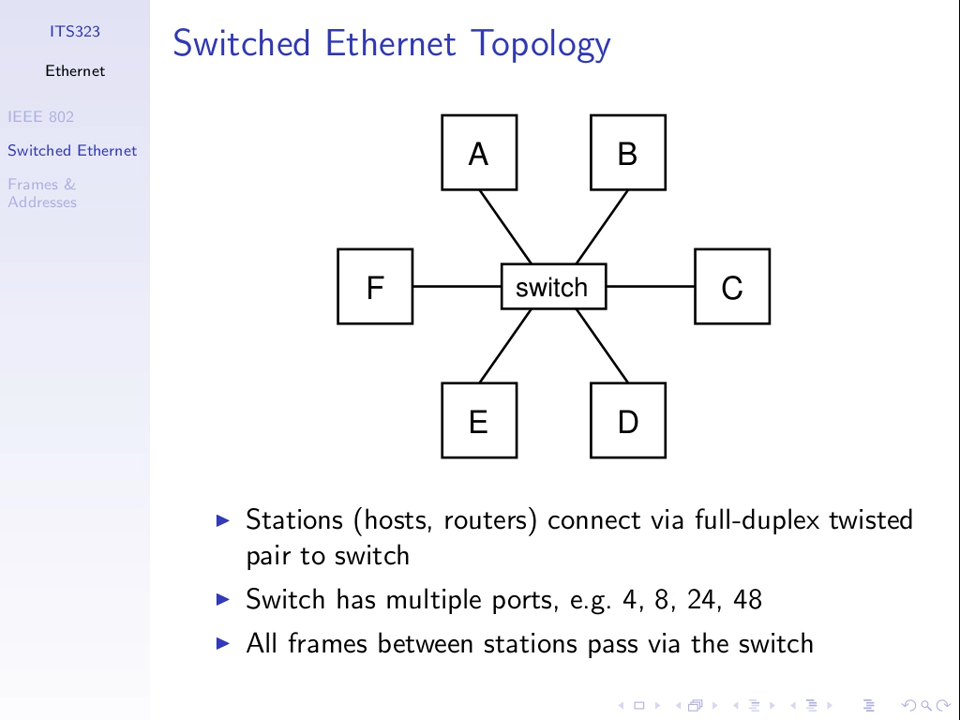 ITS323
Ethernet
IEEE 802
Switched Ethernet
Frames &
Addresses
Switched Ethernet Topology
A
B
F
switch
C
E
D
Stations (hosts, routers) connect via full-duplex twisted
pair to switch
Switch has multiple ports, e.g. 4, 8, 24, 48
All frames between stations pass via the switch